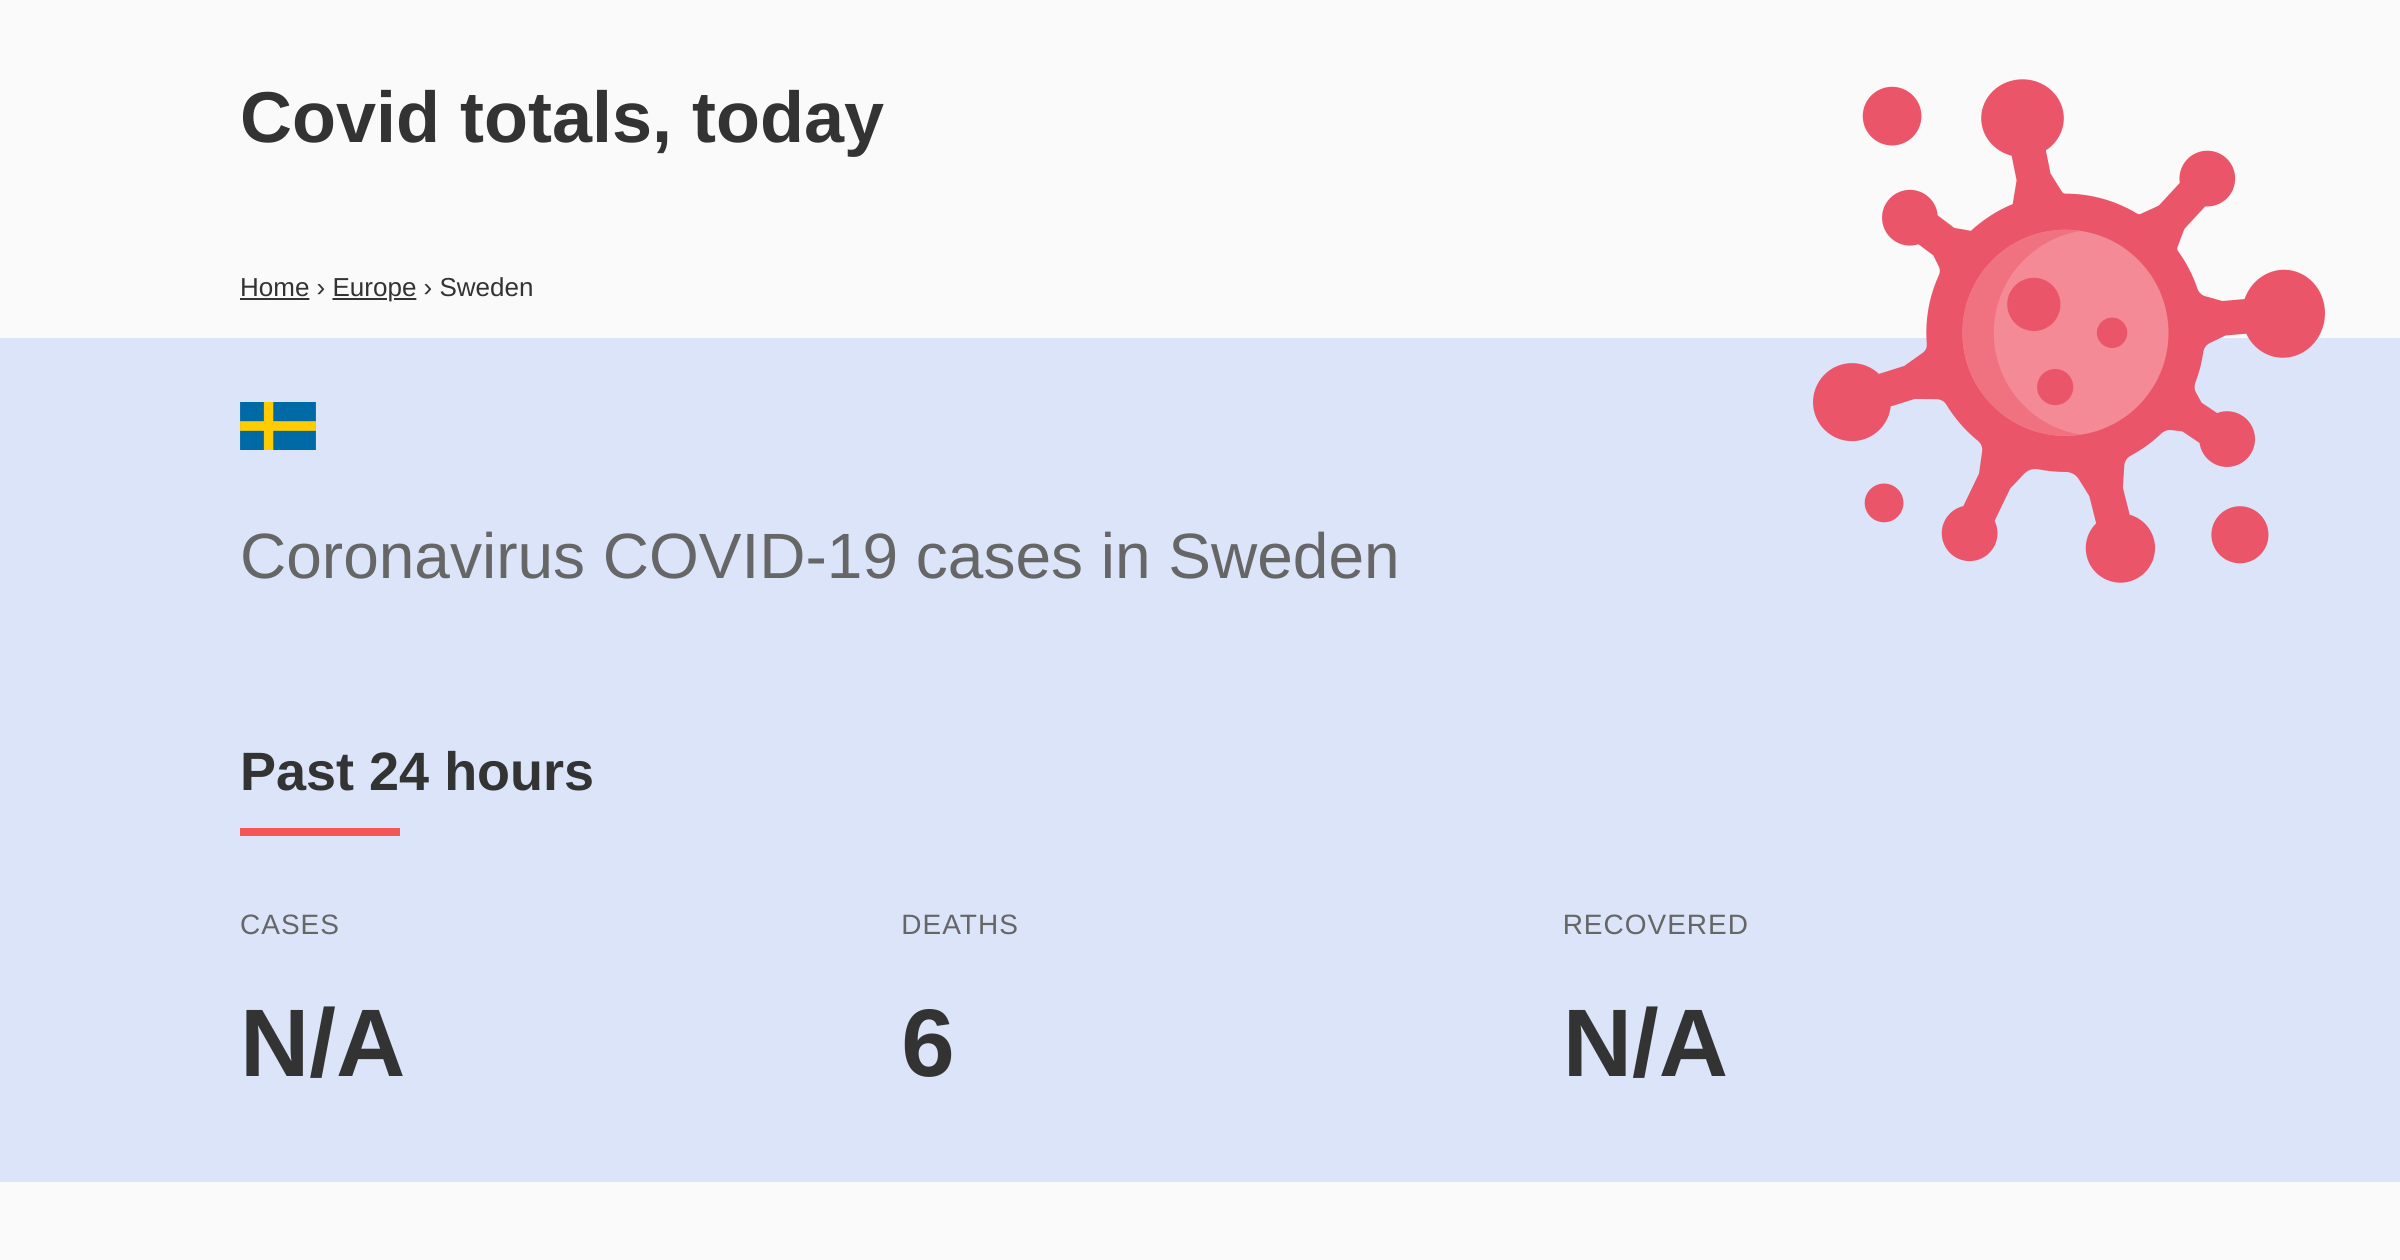 Covid totals, today
Home › Europe › Sweden
Coronavirus COVID-19 cases in Sweden
Past 24 hours
CASES DEATHS RECOVERED
N/A 6 N/A